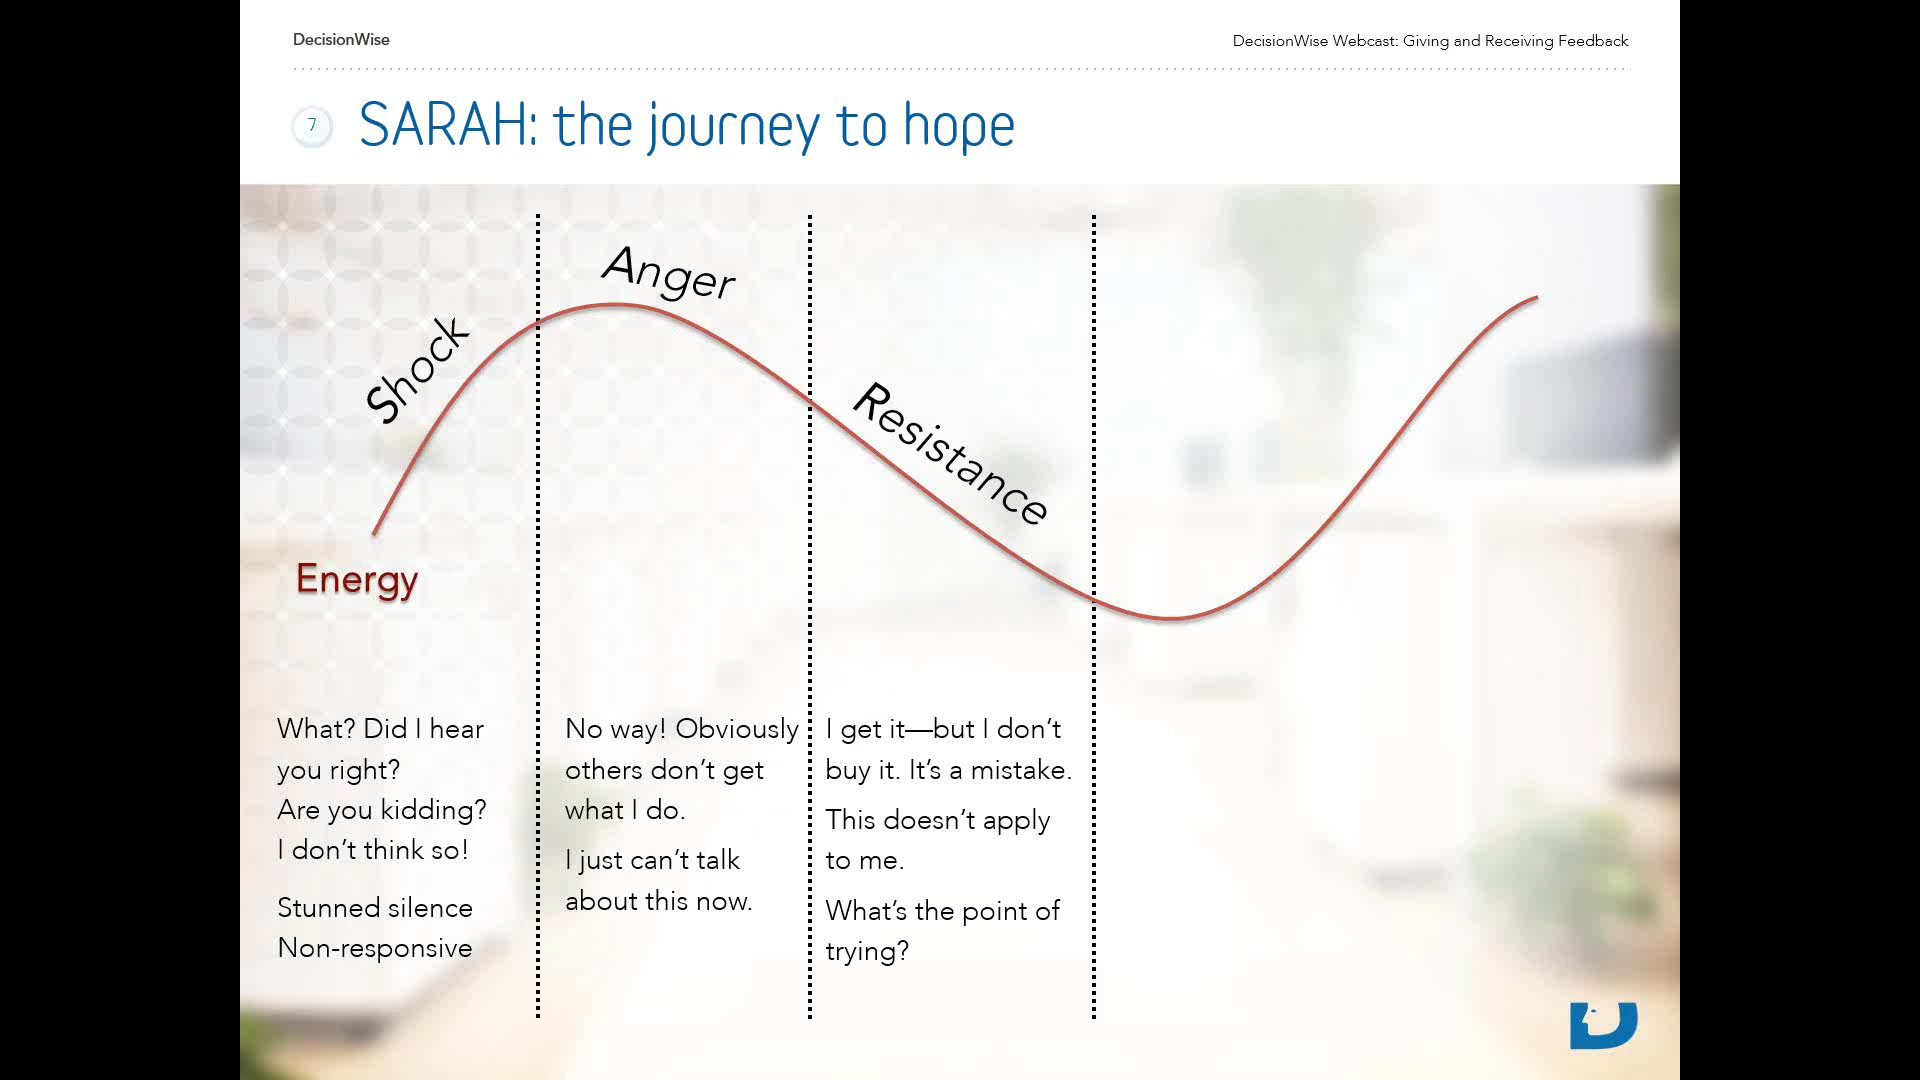 DecisionWise
DecisionWise Webcast: Giving and Receiving Feedback
7
SARAH: the journey to hope
Shock
Anger
Resistance
Energy
What? Did I hear
you right?
Are you kidding?
I don’t think so!
Stunned silence
Non-responsive
No way! Obviously
others don’t get
what I do.
I just can’t talk
about this now.
I get it—but I don’t
buy it. It’s a mistake.
This doesn’t apply
to me.
What’s the point of
trying?